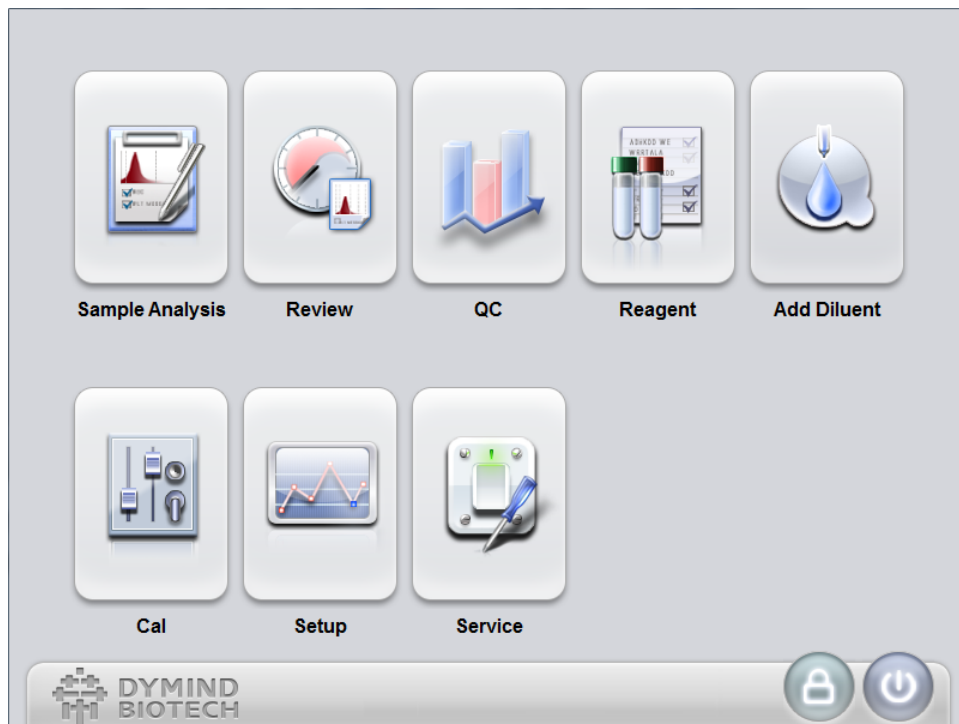 Sample Analysis
Review
QC
Reagent
Add Diluent
Cal
Setup
Service
DYMIND
BIOTECH